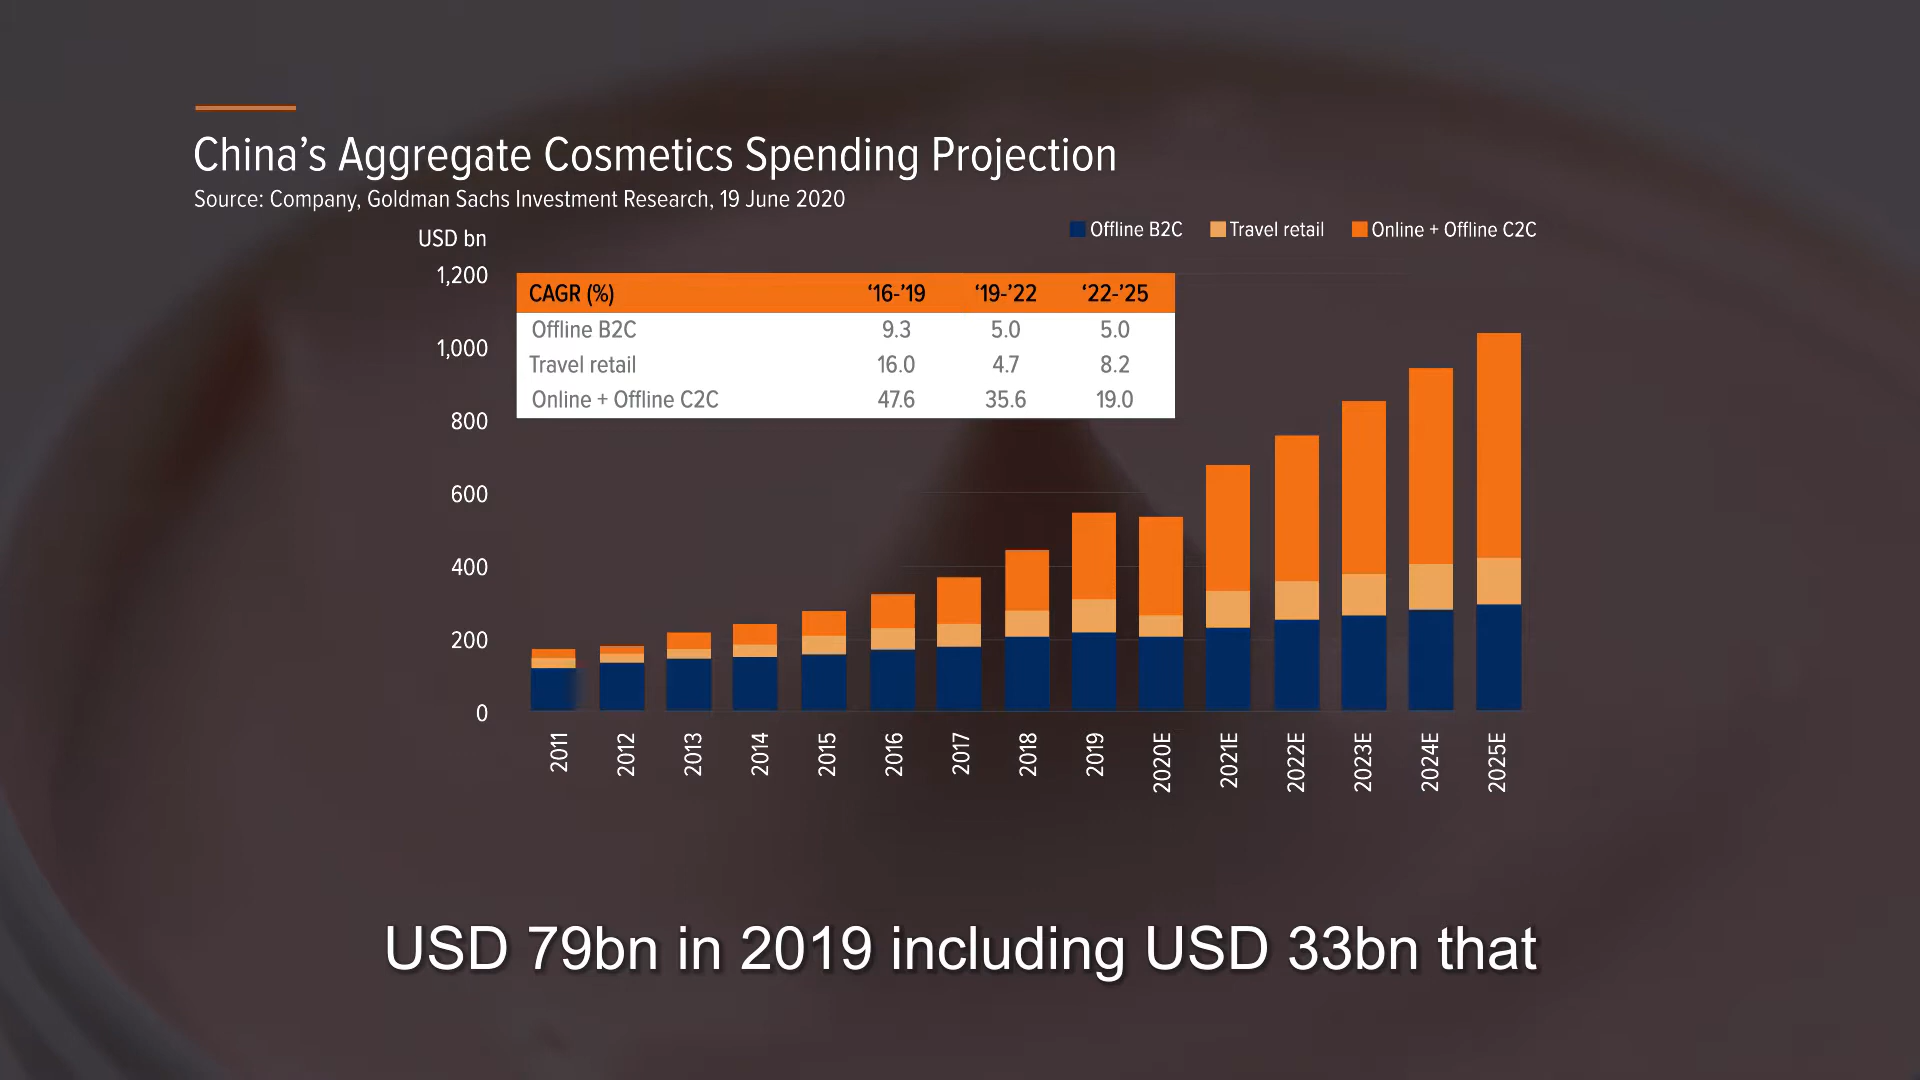 China’s Aggregate Cosmetics Spending Projection
Source: Company, Goldman Sachs Investment Research, 19 June 2020
Offline B2C Travel retail Online + Offline C2C
USD bn
1,200
1,000
800
600
400
200
0
CAGR (%) ‘16-’19 ‘19-’22 ‘22-’25
Offline B2C 9.3 5.0 5.0
Travel retail 16.0 4.7 8.2
Online + Offline C2C 47.6 35.6 19.0
2011 2012 2013 2014 2015 2016 2017 2018 2019 2020E 2021E 2022E 2023E 2024E 2025E
USD 79bn in 2019 including USD 33bn that